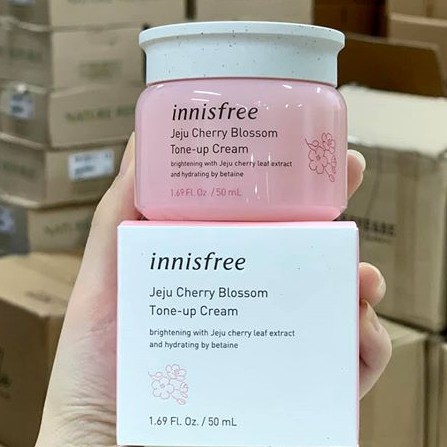 innisfree
Jeju Cherry Blossom
Tone-up Cream
brightening with Jeju cherry leaf extract
and hydrating by betaine
1.69 Fl. Oz. / 50 mL
innisfree
Jeju Cherry Blossom
Tone-up Cream
brightening with Jeju cherry leaf extract
and hydrating by betaine
1.69 Fl. Oz. / 50 mL